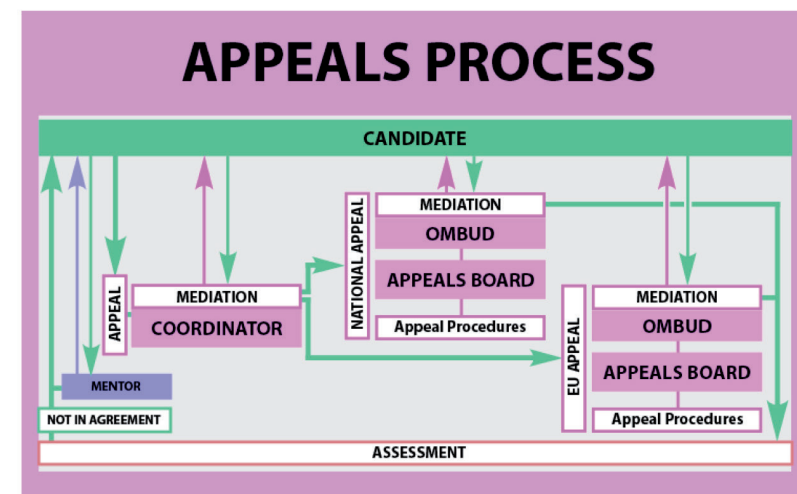 APPEALS PROCESS
CANDIDATE
NATIONAL APPEAL
MEDIATION
OMBUD
APPEALS BOARD
Appeal Procedures
APPEAL
MEDIATION
COORDINATOR
EU APPEAL
MEDIATION
OMBUD
APPEALS BOARD
Appeal Procedures
MENTOR
NOT IN AGREEMENT
ASSESSMENT